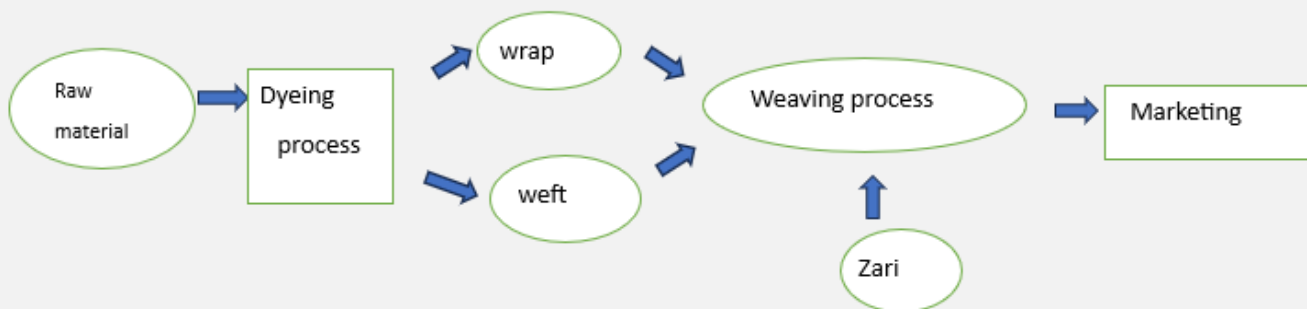 Raw
material
Dyeing
process
wrap
weft
Weaving process
Zari
Marketing